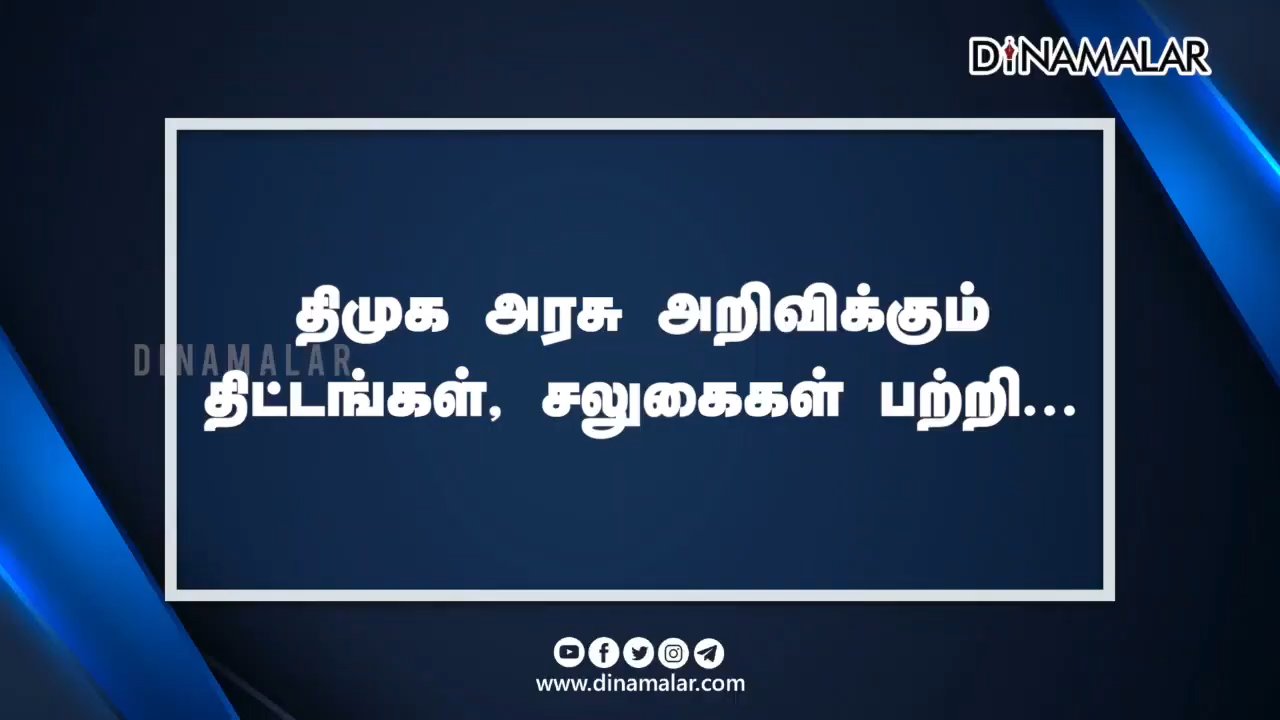 DINAMALAR
திமுக அரசு அறிவிக்கும்
DINAMALAR
திட்டங்கள், சலுகைகள் பற்றி...
www.dinamalar.com